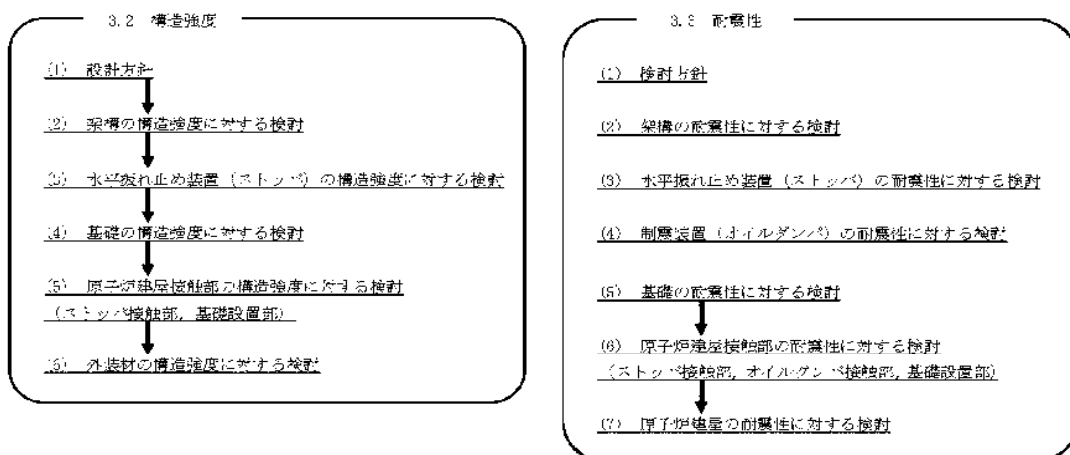 3.2 構造強度
(1) 設計方針
(2) 架構の構造強度に対する検討
(3) 水平振れ止め装置（ストッパ）の構造強度に対する検討
(4) 基礎の構造強度に対する検討
(5) 原子炉建屋接触部の構造強度に対する検討
（ストッパ接触部，基礎設置部）
(6) 外装材の構造強度に対する検討
3.3 耐震性
(1) 検討方針
(2) 架構の耐震性に対する検討
(3) 水平振れ止め装置（ストッパ）の耐震性に対する検討
(4) 制震装置（オイルダンパ）の耐震性に対する検討
(5) 基礎の耐震性に対する検討
(6) 原子炉建屋接触部の耐震性に対する検討
（ストッパ接触部，オイルダンパ接触部，基礎設置部）
(7) 原子炉建屋の耐震性に対する検討